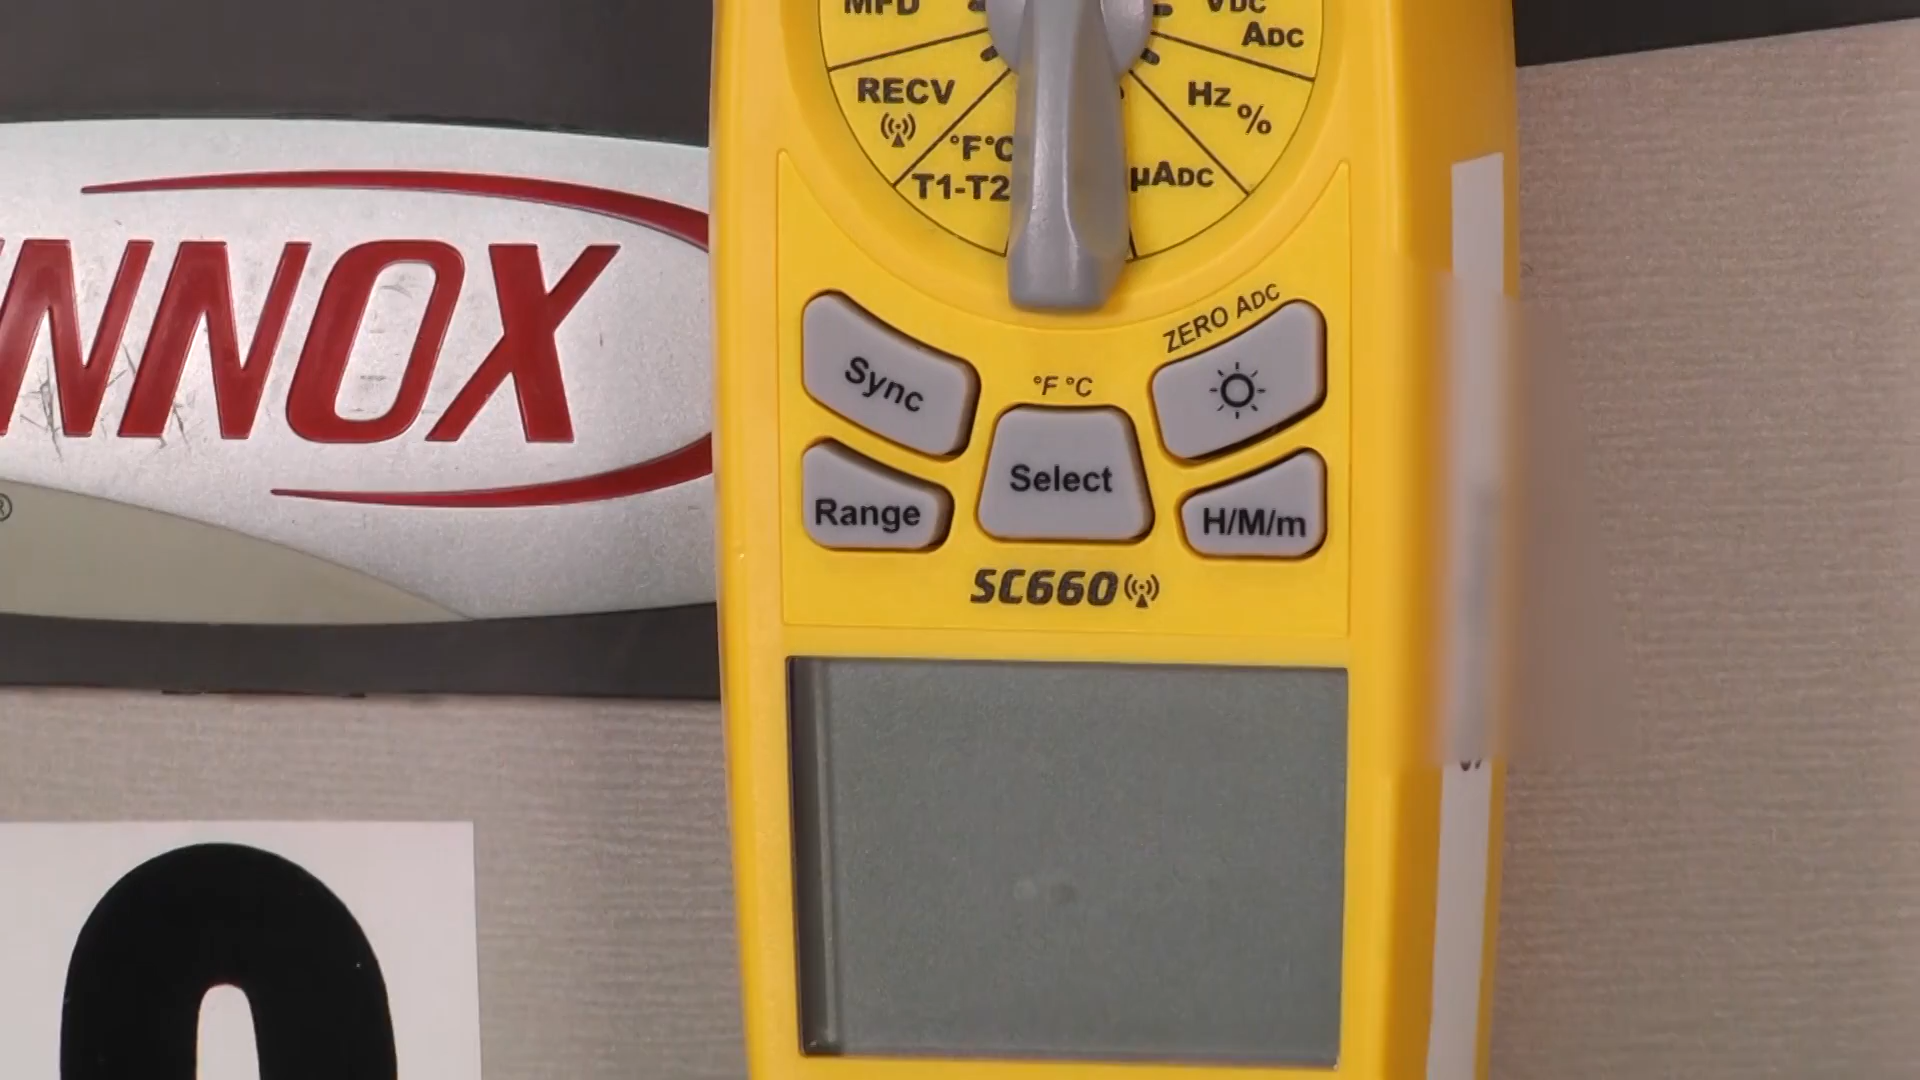 MFD
VDC
ADC
RECV
Hz %
°F°C
T1-T2
µADC
NNOX
®
ZERO ADC
Sync
°F °C
Select
Range
H/M/m
SC660